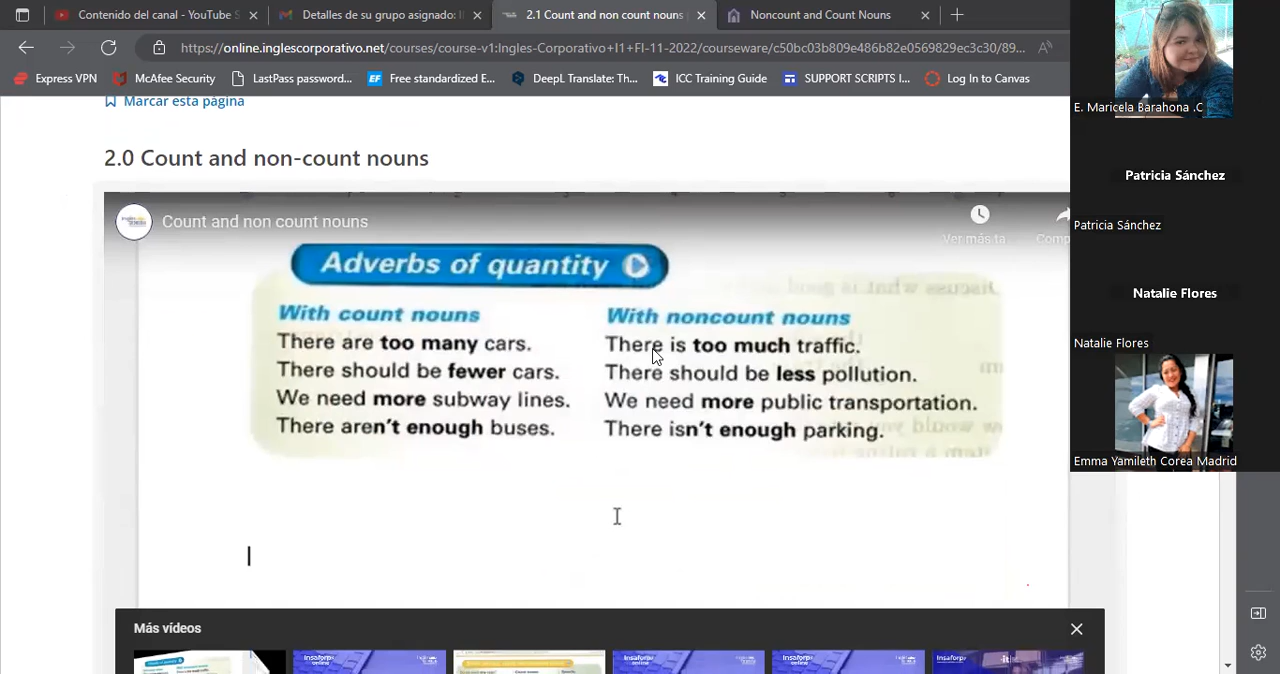 Contenido del canal - YouTube S
Detalles de su grupo asignado: I
2.1 Count and non count nouns
Noncount and Count Nouns
https://online.inglescorporativo.net/courses/course-v1:Ingles-Corporativo+I1+FI-11-2022/courseware/c50bc03b809e486b82e0569829ec3c30/89...
Express VPN
McAfee Security
LastPass password...
Free standardized E...
DeepL Translate: Th...
ICC Training Guide
SUPPORT SCRIPTS I...
Log In to Canvas
Marcar esta página
2.0 Count and non-count nouns
Count and non count nouns
Ver más ta...
Comp
Adverbs of quantity
With count nouns
There are too many cars.
There should be fewer cars.
We need more subway lines.
There aren't enough buses.
With noncount nouns
There is too much traffic.
There should be less pollution.
We need more public transportation.
There isn't enough parking.
Más vídeos
E. Maricela Barahona .C
Patricia Sánchez
Patricia Sánchez
Natalie Flores
Natalie Flores
Emma Yamileth Corea Madrid